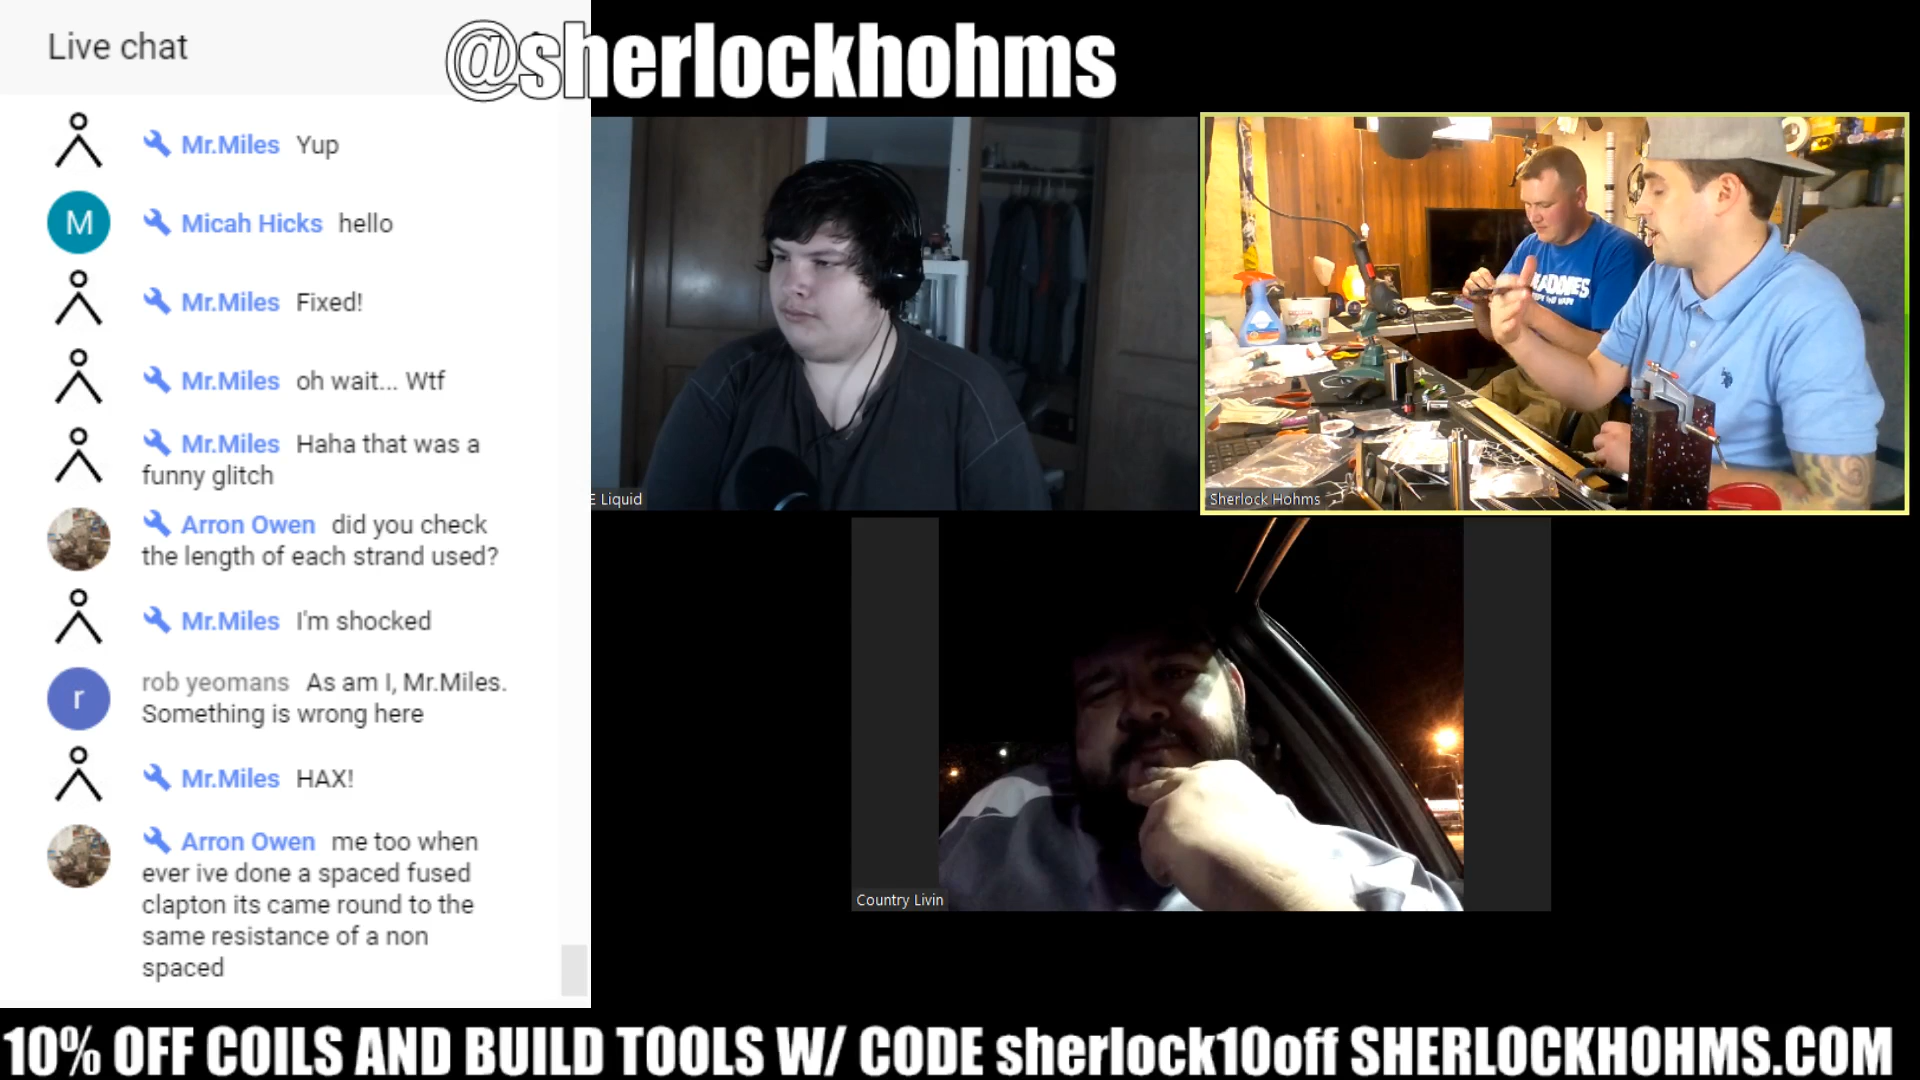 @sherlockhohms
Live chat
Mr.Miles Yup
M
Micah Hicks hello
Mr.Miles Fixed!
Mr.Miles oh wait... Wtf
Mr.Miles Haha that was a
funny glitch
Arron Owen did you check
the length of each strand used?
Mr.Miles I'm shocked
r
rob yeomans As am I, Mr.Miles.
Something is wrong here
Mr.Miles HAX!
Arron Owen me too when
ever ive done a spaced fused
clapton its came round to the
same resistance of a non
spaced
E Liquid
Sherlock Hohms
Country Livin
10% OFF COILS AND BUILD TOOLS W/ CODE sherlock10off SHERLOCKHOHMS.COM